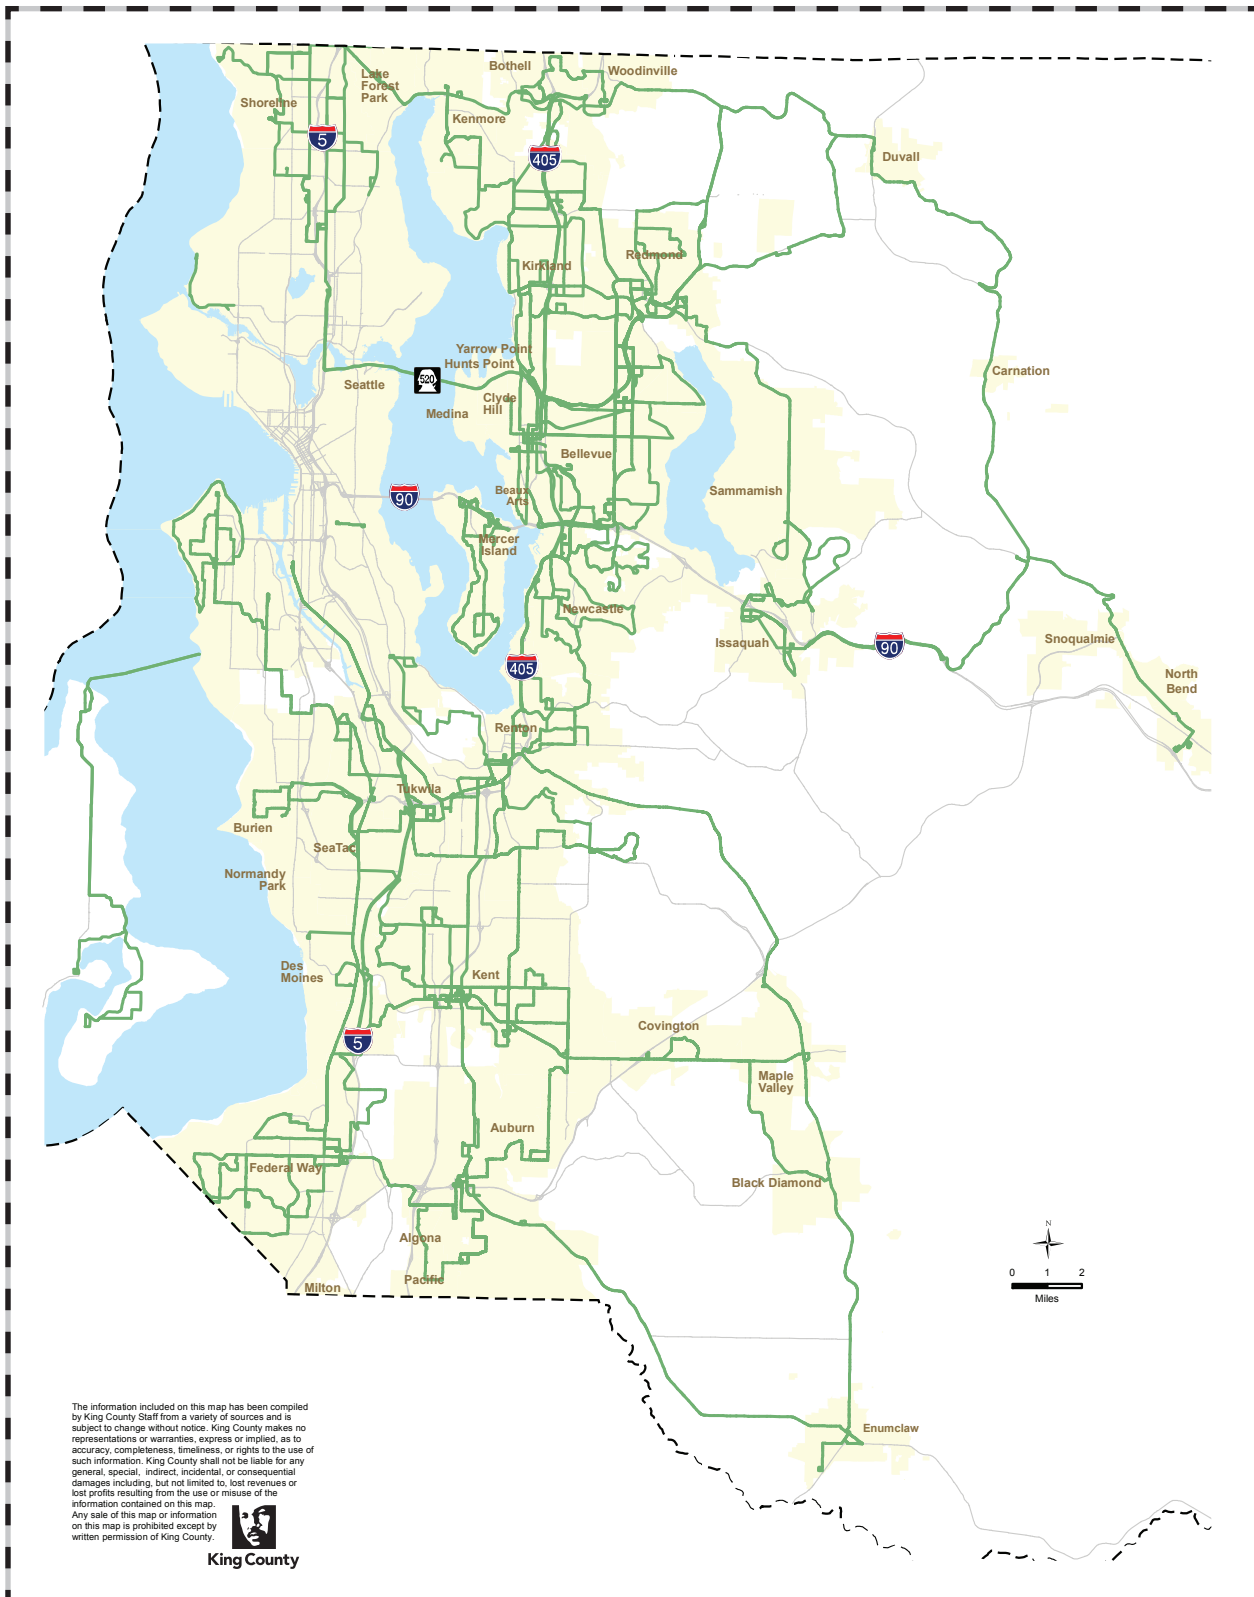 Bothell
Woodinville
Lake
Forest
Park
Shoreline
Kenmore
5
405
Duvall
Redmond
Kirkland
Yarrow Point
Hunts Point
Carnation
520
Seattle
Clyde
Hill
Medina
Bellevue
Beaux
Arts
Sammamish
90
Mercer
Island
Newcastle
Issaquah
90
Snoqualmie
405
North
Bend
Renton
Tukwila
Burien
SeaTac
Normandy
Park
Des
Moines
Kent
Covington
5
Maple
Valley
Auburn
Federal Way
Black Diamond
Algona
Pacific
Milton
N
0 1 2
Miles
Enumclaw
The information included on this map has been compiled
by King County Staff from a variety of sources and is
subject to change without notice. King County makes no
representations or warranties, express or implied, as to
accuracy, completeness, timeliness, or rights to the use of
such information. King County shall not be liable for any
general, special, indirect, incidental, or consequential
damages including, but not limited to, lost revenues or
lost profits resulting from the use or misuse of the
information contained on this map.
Any sale of this map or information
on this map is prohibited except by
written permission of King County.
King County